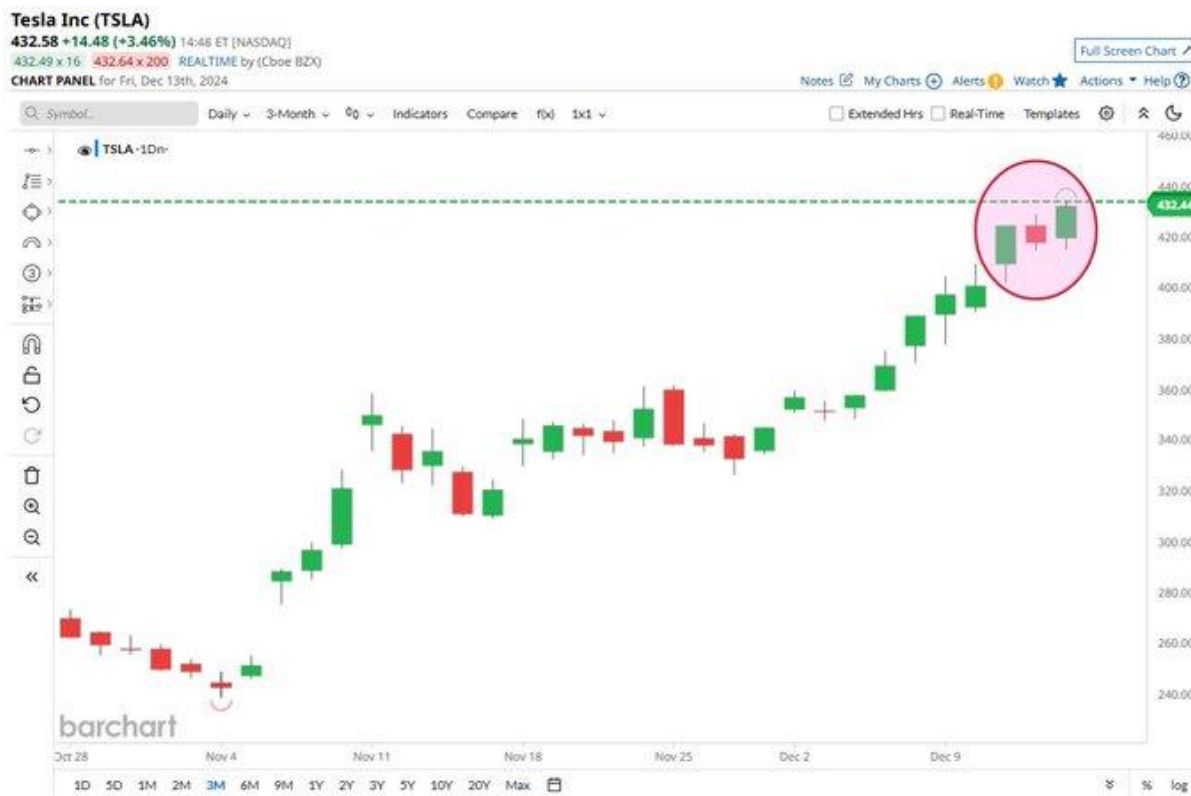 Tesla Inc (TSLA)
432.58 +14.48 (+3.46%) 14:48 ET [NASDAQ]
432.49 x 16 432.64 x 200 REALTIME by (Cboe BZX)
Full Screen Chart
CHART PANEL for Fri, Dec 13th, 2024
Notes My Charts Alerts Watch Actions Help
Symbol... Daily 3-Month Indicators Compare f(x) 1x1 Extended Hrs Real-Time Templates
TSLA -1Dn-
460.00
440.00
432.44
420.00
400.00
380.00
360.00
340.00
320.00
300.00
280.00
260.00
240.00
3
barchart
Oct 28 Nov 4 Nov 11 Nov 18 Nov 25 Dec 2 Dec 9
1D 5D 1M 2M 3M 6M 9M 1Y 2Y 3Y 5Y 10Y 20Y Max % log